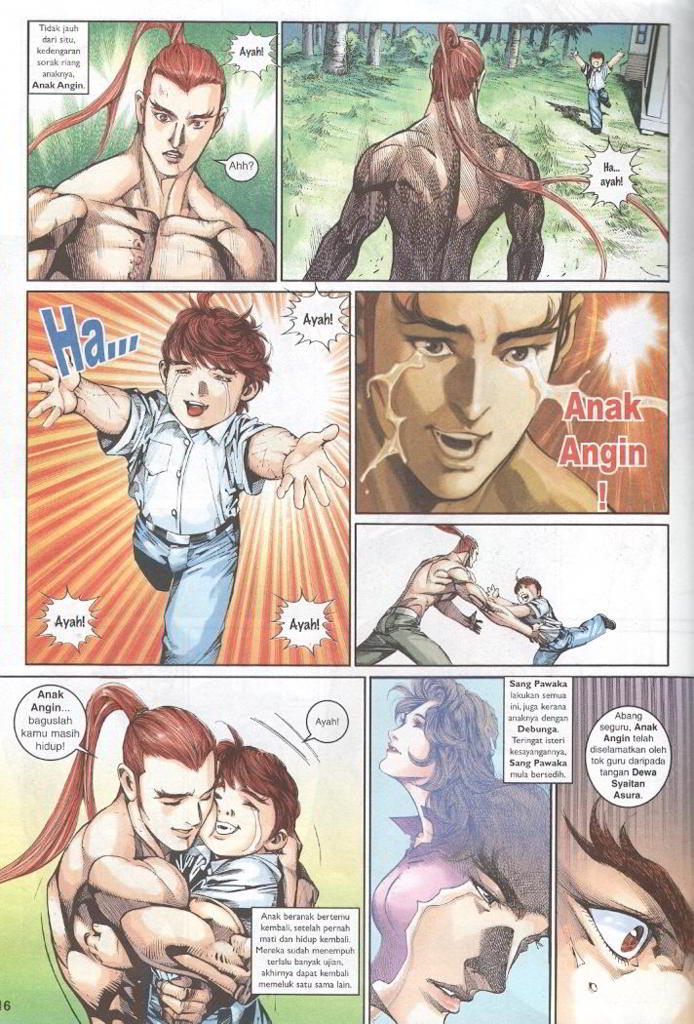 Tidak jauh
dari situ,
kedengaran
sorak riang
anaknya,
Anak Angin.
Ayah!
Ahh?
Ha...
ayah!
Ha...
Ayah!
Ayah!
Ayah!
Anak
Angin
!
Anak
Angin...
baguslah
kamu masih
hidup!
Ayah!
Anak beranak bertemu
kembali, setelah pernah
mati dan hidup kembali.
Mereka sudah menempuh
terlalu banyak ujian,
akhirnya dapat kembali
memeluk satu sama lain.
Sang Pawaka
lakukan semua
ini, juga kerana
anaknya dengan
Debunga.
Teringat isteri
kesayangannya,
Sang Pawaka
mula bersedih.
Abang
seguru, Anak
Angin telah
diselamatkan oleh
tok guru daripada
tangan Dewa
Syaitan
Asura.
16